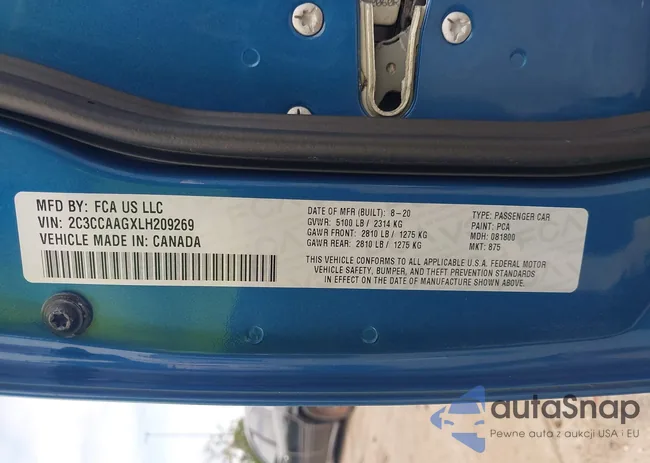 MFD BY: FCA US LLC
VIN: 2C3CCAAGXLH209269
VEHICLE MADE IN: CANADA
DATE OF MFR (BUILT): 8-20
GVWR: 5100 LB / 2314 KG
GAWR FRONT: 2810 LB / 1275 KG
GAWR REAR: 2810 LB / 1275 KG
TYPE: PASSENGER CAR
PAINT: PCA
MDH: 081800
MKT: 875
THIS VEHICLE CONFORMS TO ALL APPLICABLE U.S.A. FEDERAL MOTOR
VEHICLE SAFETY, BUMPER, AND THEFT PREVENTION STANDARDS
IN EFFECT ON THE DATE OF MANUFACTURE SHOWN ABOVE.
autaSnap
Pewne auta z aukcji USA i EU